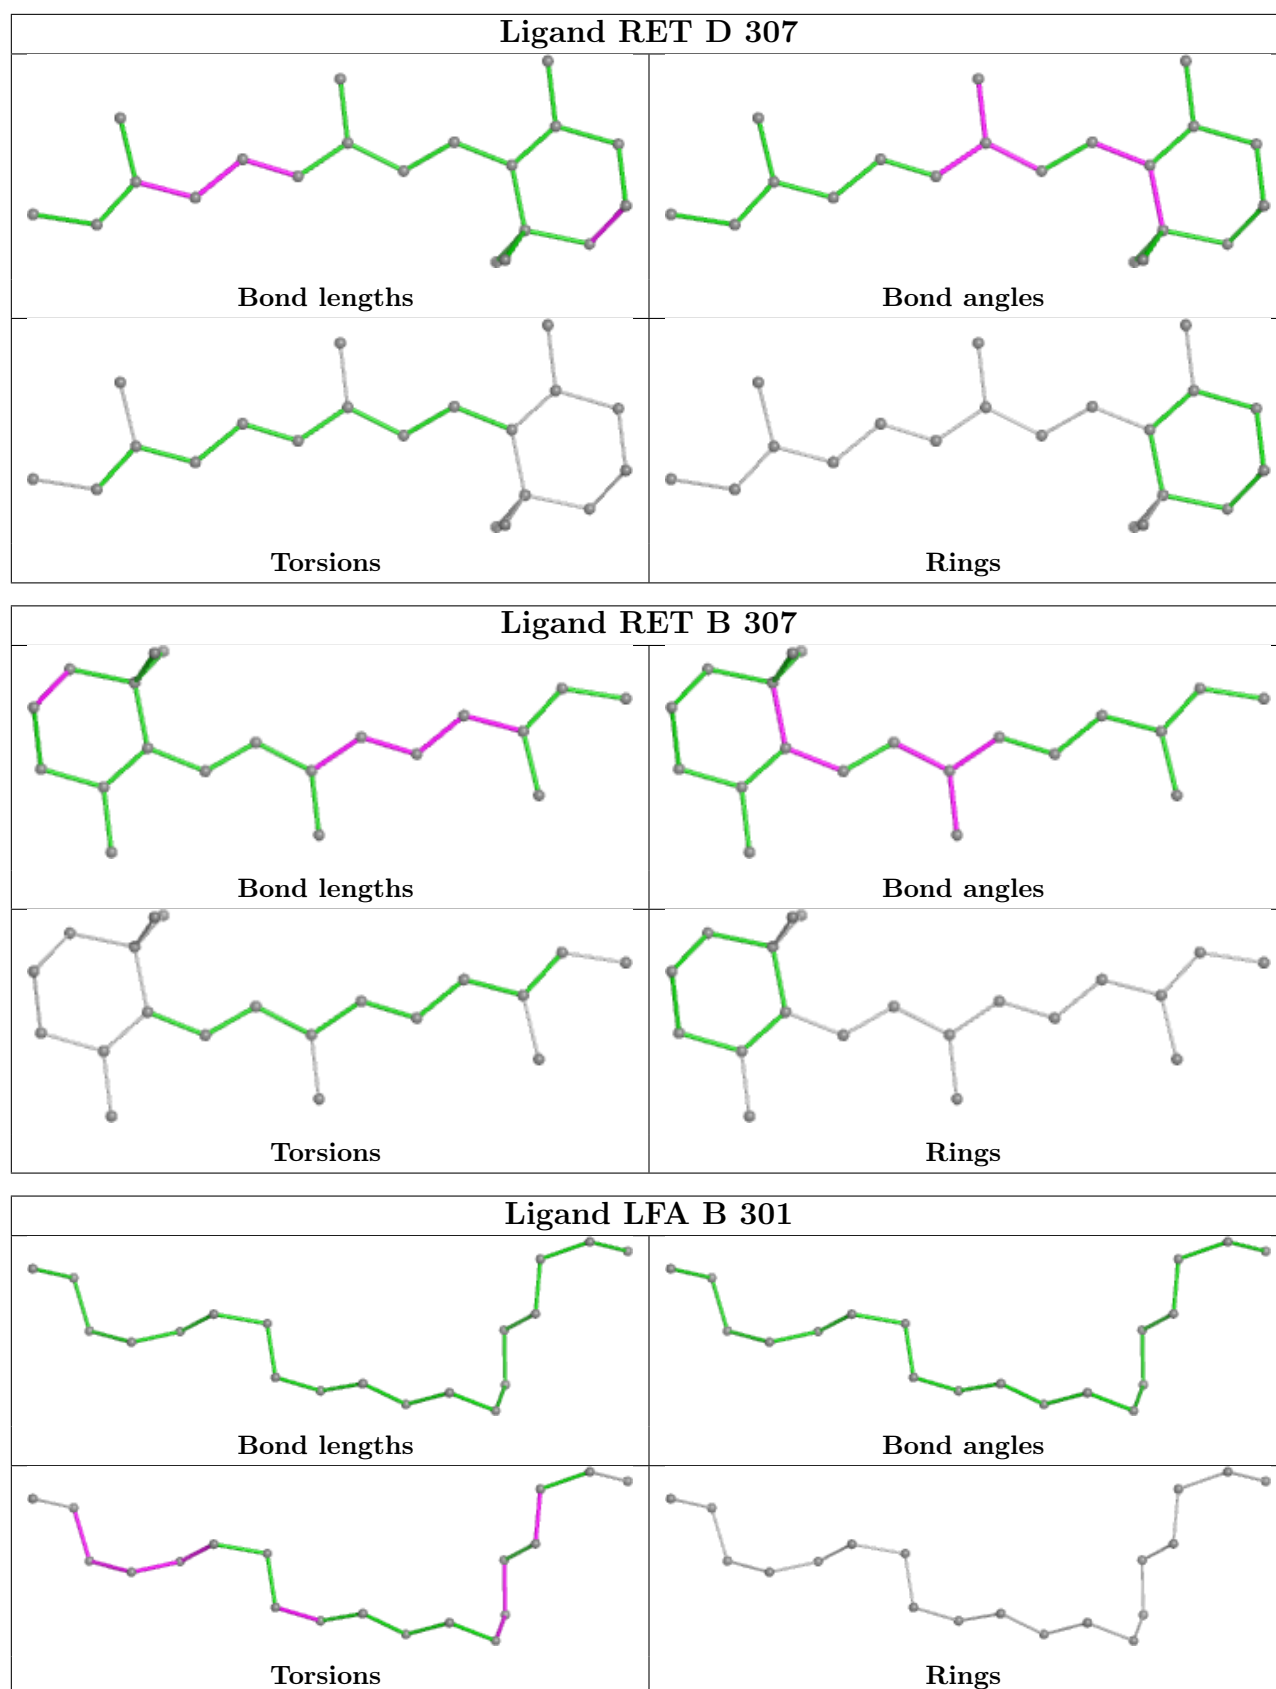 Ligand RET D 307
Bond lengths
Bond angles
Torsions
Rings
Ligand RET B 307
Bond lengths
Bond angles
Torsions
Rings
Ligand LFA B 301
Bond lengths
Bond angles
Torsions
Rings